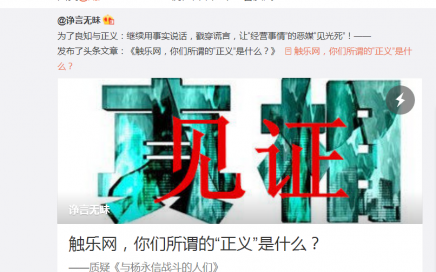 @诤言无昧
为了良知与正义：继续用事实说话，戳穿谎言，让"经营事情"的恶媒"见光死"！——
发布了头条文章：《触乐网，你们所谓的"正义"是什么？》 触乐网，你们所谓的"正义"是什
么？
真相
见证
诤言无昧
触乐网，你们所谓的"正义"是什么？
——质疑《与杨永信战斗的人们》